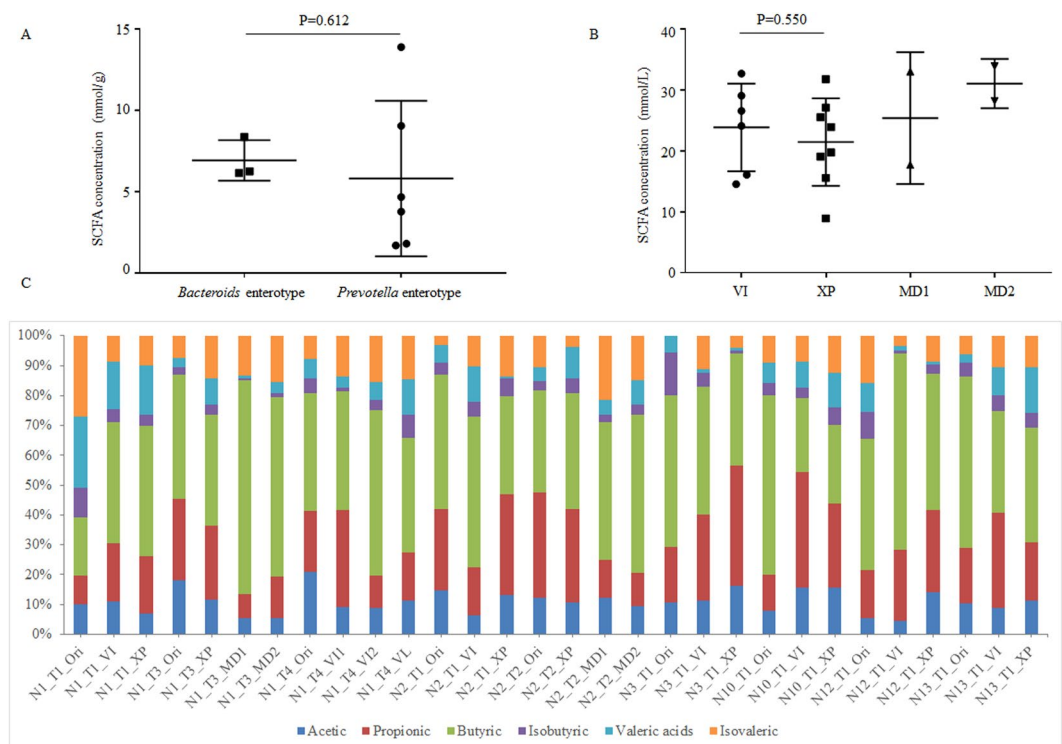 A
P=0.612
SCFA concentration (mmol/g)
15
10
5
0
Bacteroids enterotype
Prevotella enterotype
B
P=0.550
SCFA concentration (mmol/L)
40
30
20
10
0
VI
XP
MD1
MD2
C
100%
90%
80%
70%
60%
50%
40%
30%
20%
10%
0%
N1_T1_Ori
N1_T1_VI
N1_T1_XP
N1_T3_Ori
N1_T3_XP
N1_T3_MD1
N1_T3_MD2
N1_T4_Ori
N1_T4_VI1
N1_T4_VI2
N1_T4_VL
N2_T1_Ori
N2_T1_VI
N2_T1_XP
N2_T2_Ori
N2_T2_XP
N2_T2_MD1
N2_T2_MD2
N3_T1_Ori
N3_T1_VI
N3_T1_XP
N10_T1_Ori
N10_T1_VI
N10_T1_XP
N12_T1_Ori
N12_T1_VI
N12_T1_XP
N13_T1_Ori
N13_T1_VI
N13_T1_XP
Acetic
Propionic
Butyric
Isobutyric
Valeric acids
Isovaleric